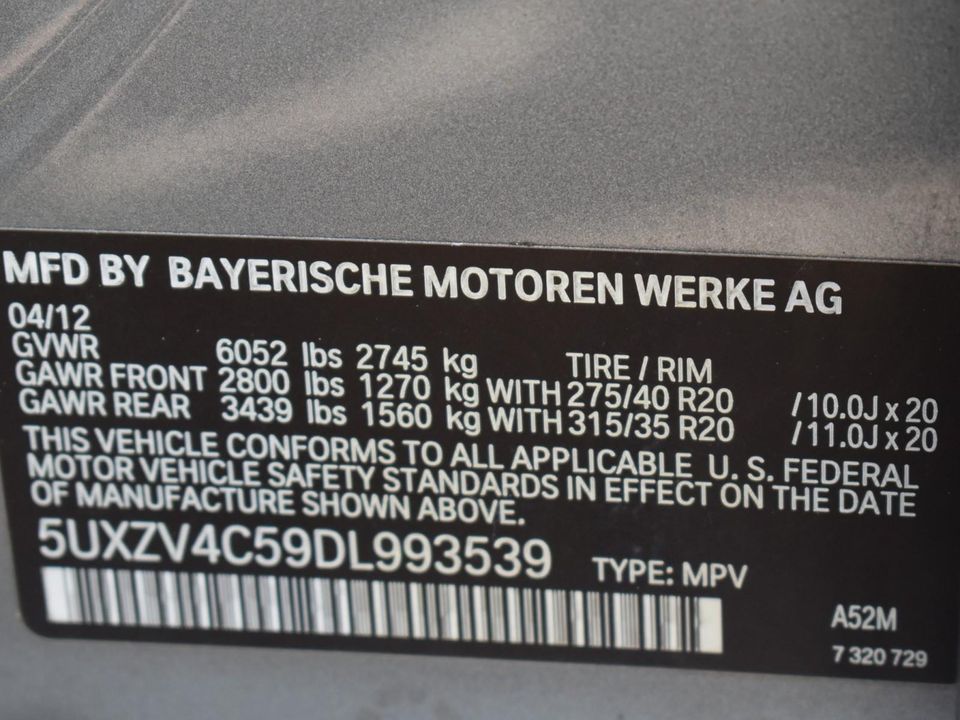 MFD BY BAYERISCHE MOTOREN WERKE AG
04/12
GVWR 6052 lbs 2745 kg TIRE / RIM
GAWR FRONT 2800 lbs 1270 kg WITH 275/40 R20 /10.0J x 20
GAWR REAR 3439 lbs 1560 kg WITH 315/35 R20 /11.0J x 20
THIS VEHICLE CONFORMS TO ALL APPLICABLE U. S. FEDERAL
MOTOR VEHICLE SAFETY STANDARDS IN EFFECT ON THE DATE
OF MANUFACTURE SHOWN ABOVE.
5UXZV4C59DL993539 TYPE: MPV
A52M
7 320 729